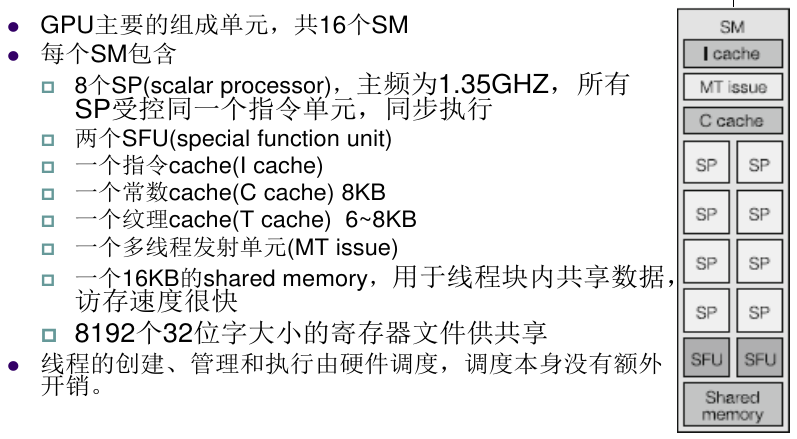 GPU主要的组成单元，共16个SM
每个SM包含
8个SP(scalar processor)，主频为1.35GHZ，所有
SP受控同一个指令单元，同步执行
两个SFU(special function unit)
一个指令cache(I cache)
一个常数cache(C cache) 8KB
一个纹理cache(T cache) 6~8KB
一个多线程发射单元(MT issue)
一个16KB的shared memory，用于线程块内共享数据，
访存速度很快
8192个32位字大小的寄存器文件供共享
线程的创建、管理和执行由硬件调度，调度本身没有额外
开销。
SM
I cache
MT issue
C cache
SP SP
SP SP
SP SP
SP SP
SFU SFU
Shared
memory